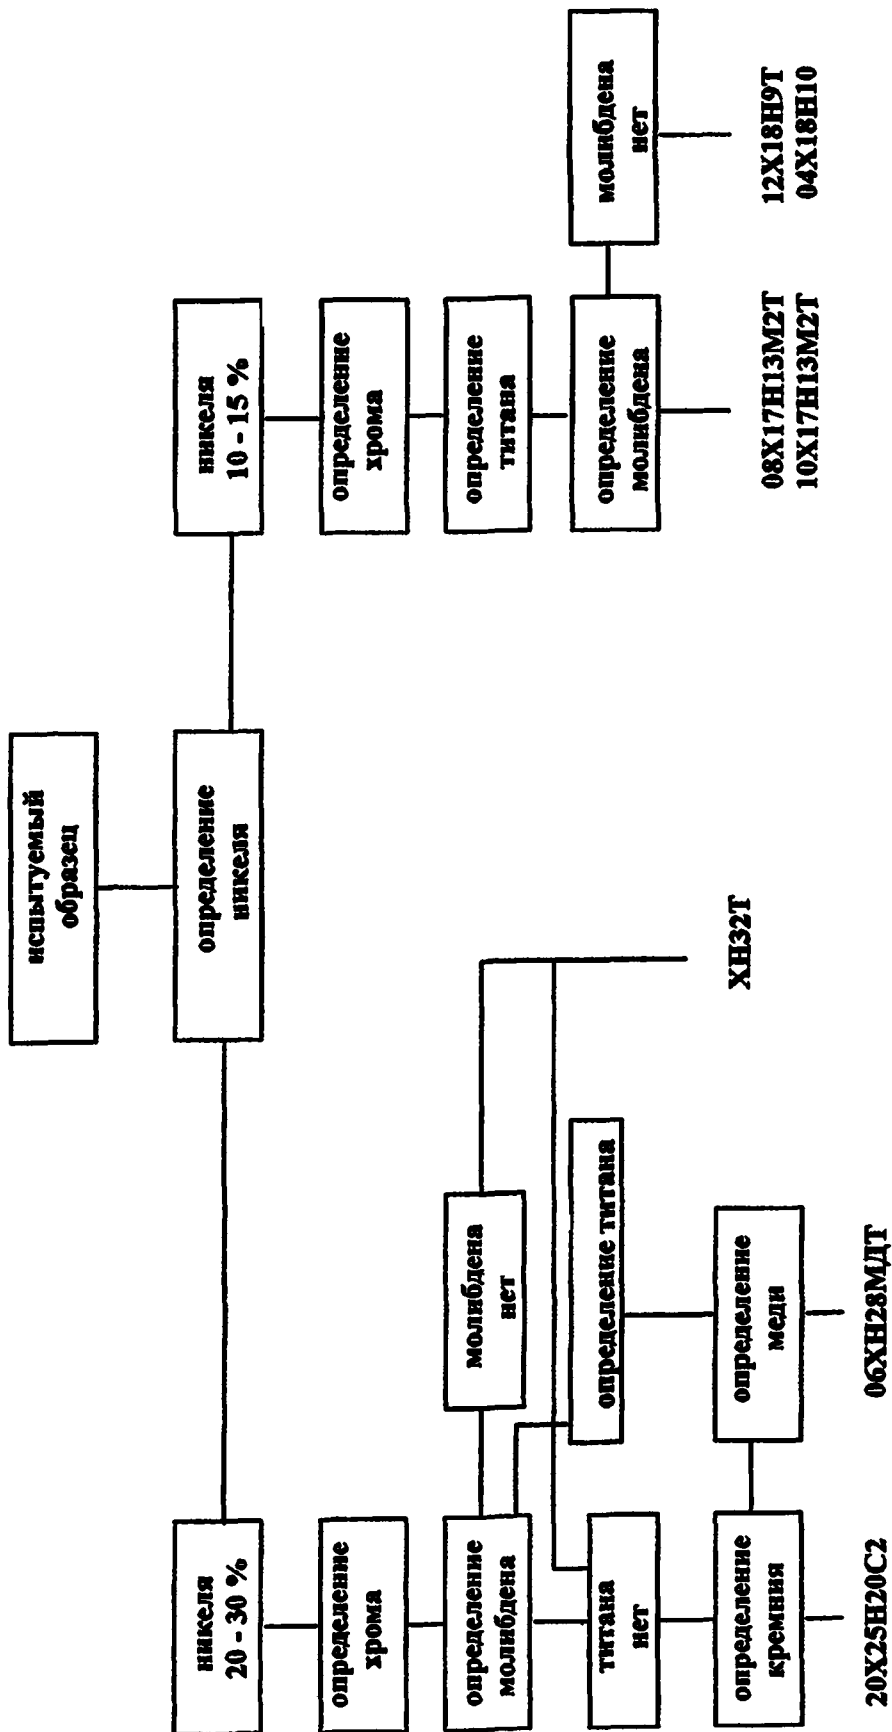 испытуемый
образец
определение
никеля
никеля
20 - 30 %
никеля
10 - 15 %
определение
хрома
определение
хрома
определение
молибдена
молибдена
нет
определение
титана
титана
нет
определение титана
определение
молибдена
молибдена
нет
определение
кремния
определение
меди
ХН32Т
08Х17Н13М2Т
10Х17Н13М2Т
12Х18Н9Т
04Х18Н10
20Х25Н20С2
06ХН28МДТ